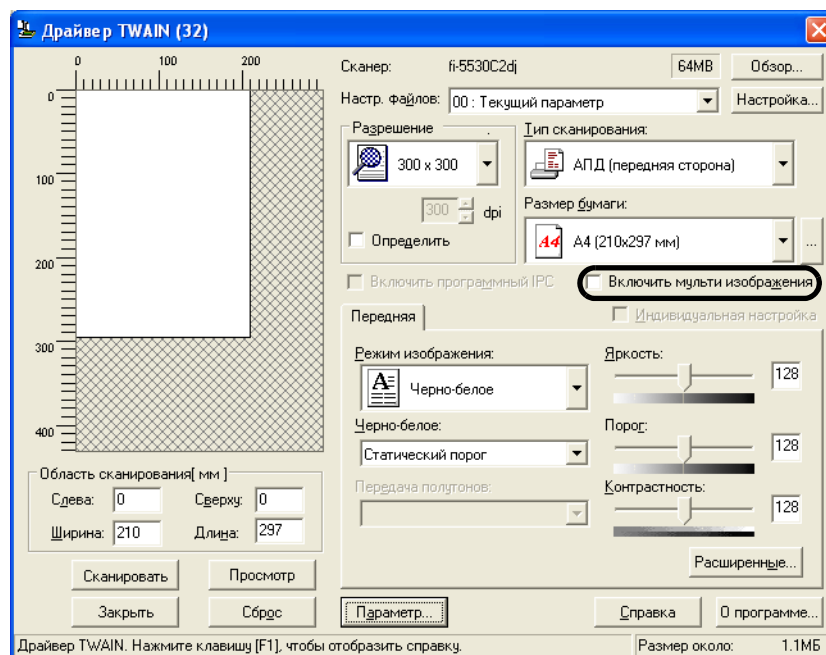 Драйвер TWAIN (32)
0 100 200
0
100
200
300
400
Сканер: fi-5530C2dj 64MB Обзор...
Настр. файлов: 00 : Текущий параметр Настройка...
Разрешение .
300 x 300
300 dpi
Определить
Тип сканирования:
АПД (передняя сторона)
Размер бумаги:
A4 A4 (210x297 мм) ...
Включить программный IPC Включить мульти изображения
Передняя Индивидуальная настройка
Режим изображения:
A Черно-белое
Черно-белое:
Статический порог
Передача полутонов:
Яркость:
128
Порог:
128
Контрастность:
128
Расширенные...
Область сканирования[ мм ]
Слева: 0 Сверху: 0
Ширина: 210 Длина: 297
Сканировать Просмотр
Закрыть Сброс Параметр... Справка О программе...
Драйвер TWAIN. Нажмите клавишу [F1], чтобы отобразить справку. Размер около: 1.1МБ